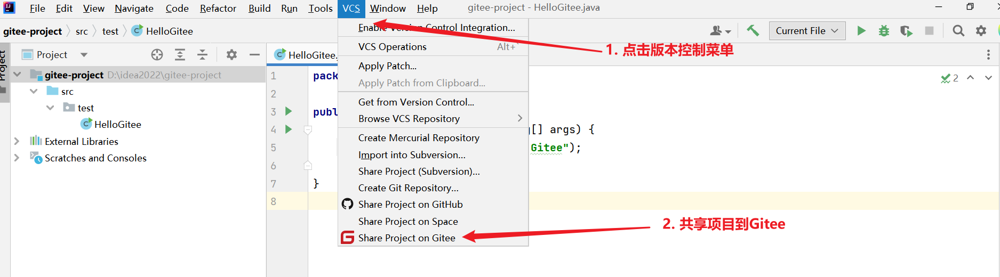 File Edit View Navigate Code Refactor Build Run Tools VCS Window Help gitee-project - HelloGitee.java
gitee-project src test HelloGitee
Current File
Project
Project
HelloGitee.
gitee-project D:\idea2022\gitee-project
src
test
HelloGitee
External Libraries
Scratches and Consoles
Enable Version Control Integration...
VCS Operations Alt+`
Apply Patch...
Apply Patch from Clipboard...
Get from Version Control...
Browse VCS Repository
Create Mercurial Repository
Import into Subversion...
Share Project (Subversion)...
Create Git Repository...
Share Project on GitHub
Share Project on Space
Share Project on Gitee
1. 点击版本控制菜单
2. 共享项目到Gitee
2
1 pack
2
3 publ
4 [] args) {
5 Gitee");
6
7 }
8